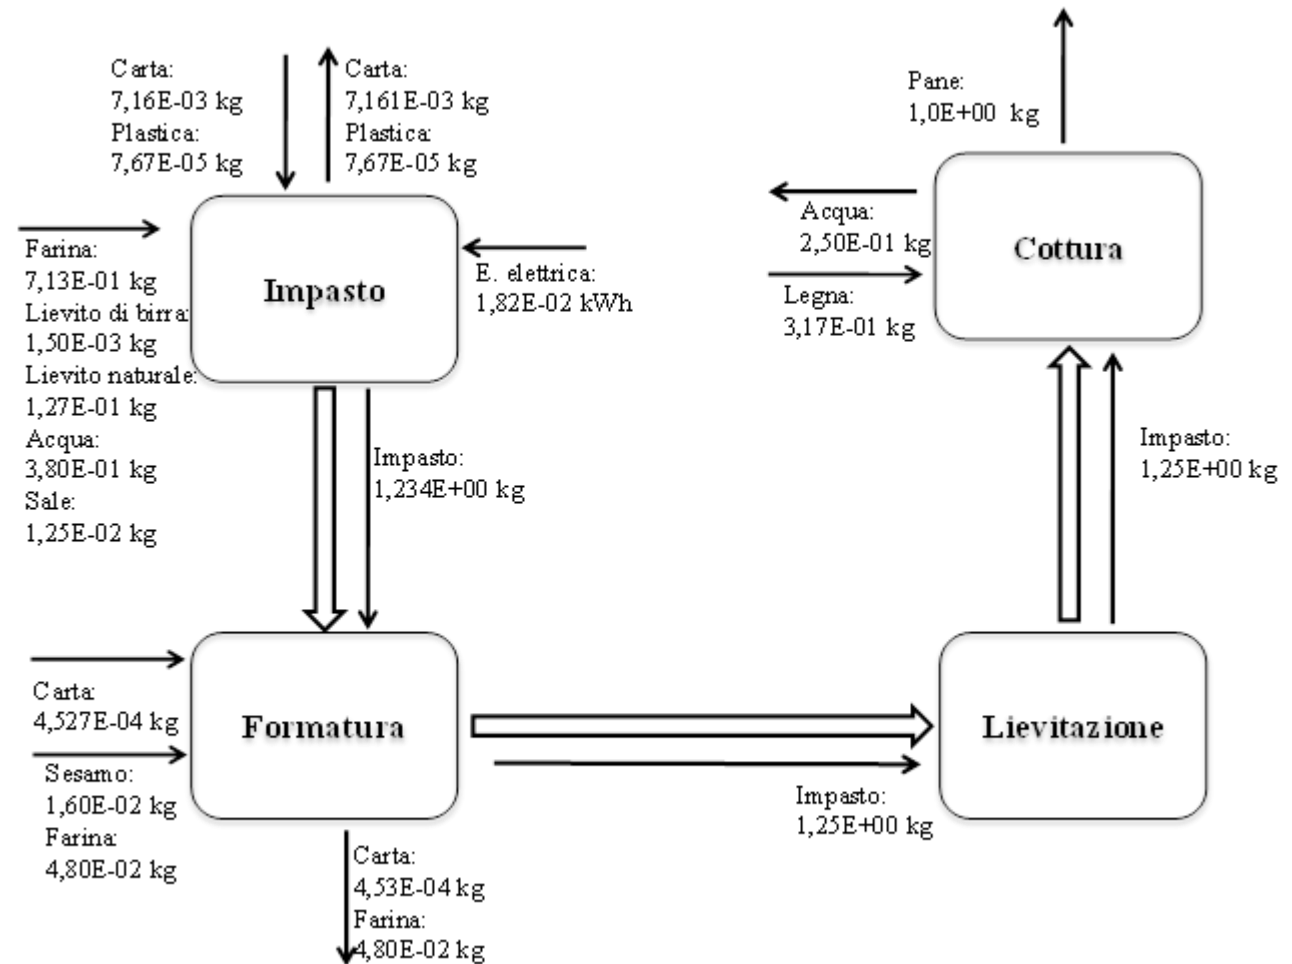 Carta:
7,16E-03 kg
Plastica:
7,67E-05 kg
Carta:
7,161E-03 kg
Plastica:
7,67E-05 kg
Pane:
1,0E+00 kg
Farina:
7,13E-01 kg
Lievito di birra:
1,50E-03 kg
Lievito naturale:
1,27E-01 kg
Acqua:
3,80E-01 kg
Sale:
1,25E-02 kg
Impasto
E. elettrica:
1,82E-02 kWh
Acqua:
2,50E-01 kg
Legna:
3,17E-01 kg
Cottura
Impasto:
1,234E+00 kg
Impasto:
1,25E+00 kg
Carta:
4,527E-04 kg
Sesamo:
1,60E-02 kg
Farina:
4,80E-02 kg
Formatura
Impasto:
1,25E+00 kg
Lievitazione
Carta:
4,53E-04 kg
Farina:
4,80E-02 kg